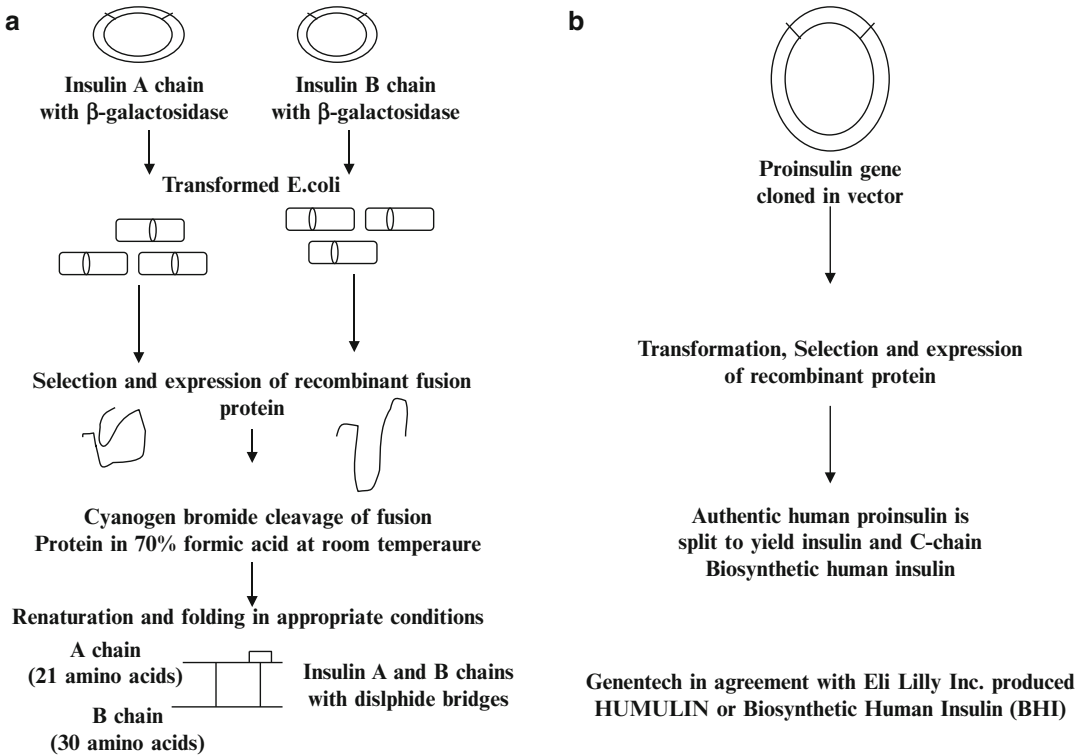 a
Insulin A chain
with β-galactosidase
Insulin B chain
with β-galactosidase
Transformed E.coli
Selection and expression of recombinant fusion
protein
Cyanogen bromide cleavage of fusion
Protein in 70% formic acid at room temperaure
Renaturation and folding in appropriate conditions
A chain
(21 amino acids)
B chain
(30 amino acids)
Insulin A and B chains
with dislphide bridges
b
Proinsulin gene
cloned in vector
Transformation, Selection and expression
of recombinant protein
Authentic human proinsulin is
split to yield insulin and C-chain
Biosynthetic human insulin
Genentech in agreement with Eli Lilly Inc. produced
HUMULIN or Biosynthetic Human Insulin (BHI)